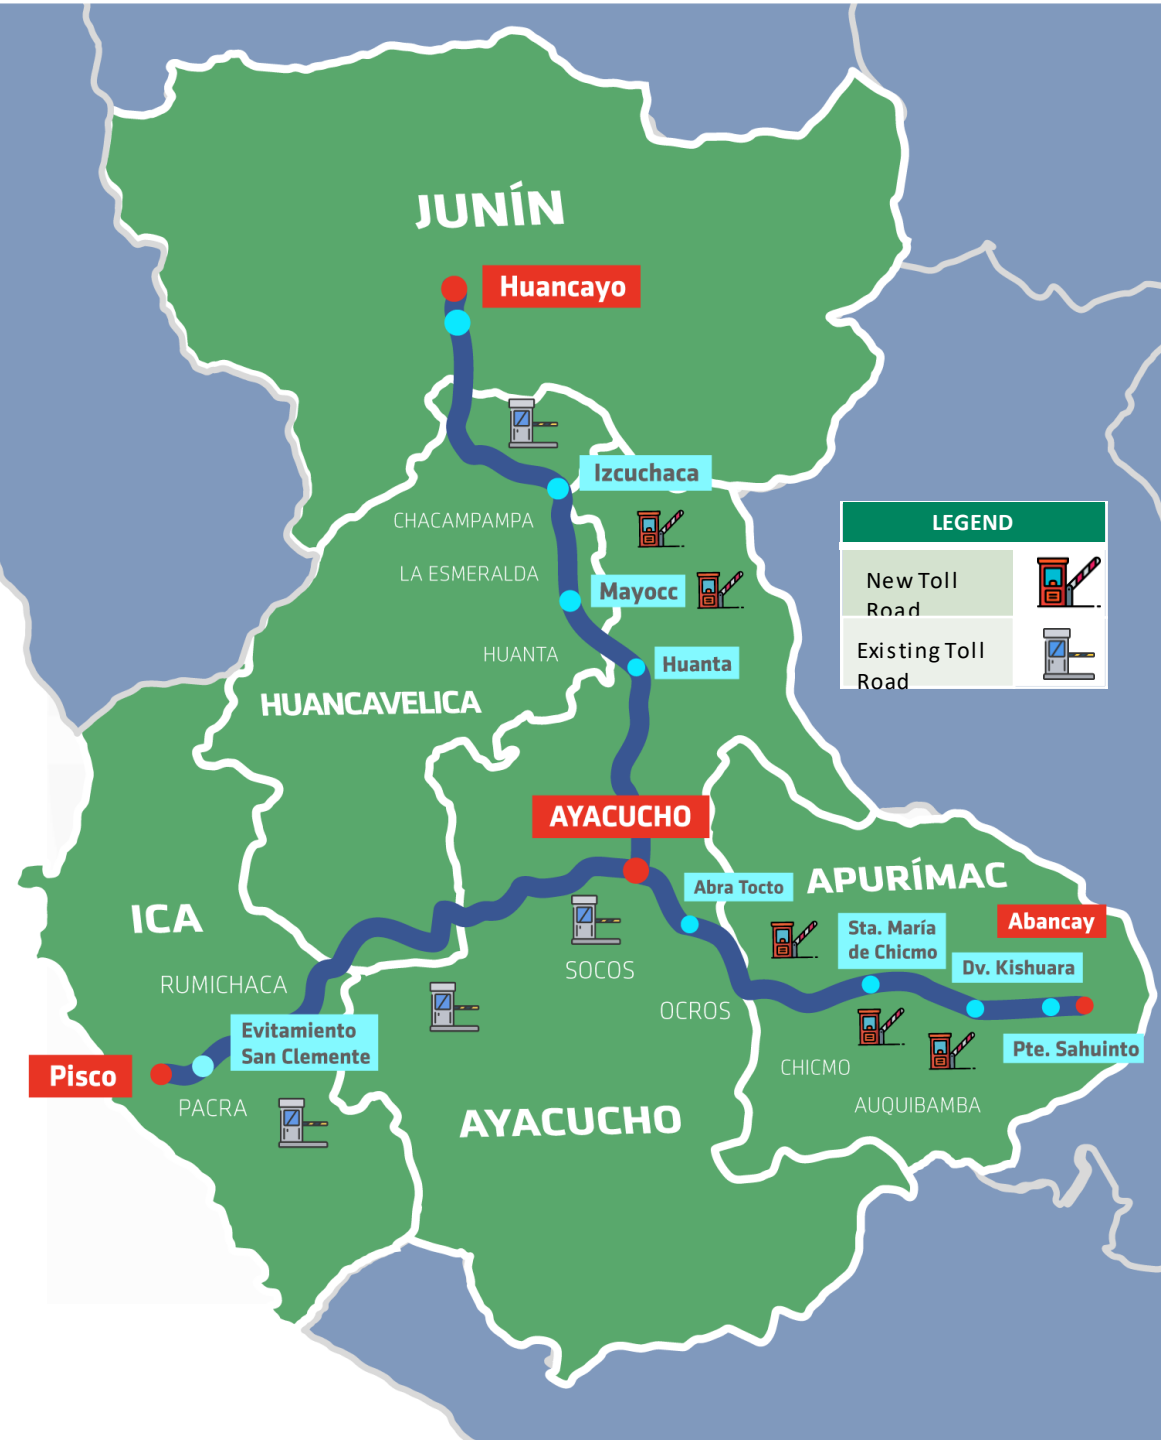 JUNÍN
Huancayo
Izcuchaca
CHACAMPAMPA
LEGEND
New Toll
Road
Existing Toll
Road
LA ESMERALDA
Mayocc
HUANTA
Huanta
HUANCAVELICA
AYACUCHO
Abra Tocto
APURÍMAC
ICA
Abancay
Sta. María
de Chicmo
Dv. Kishuara
SOCOS
RUMICHACA
OCROS
Evitamiento
San Clemente
Pte. Sahuinto
Pisco
CHICMO
PACRA
AUQUIBAMBA
AYACUCHO